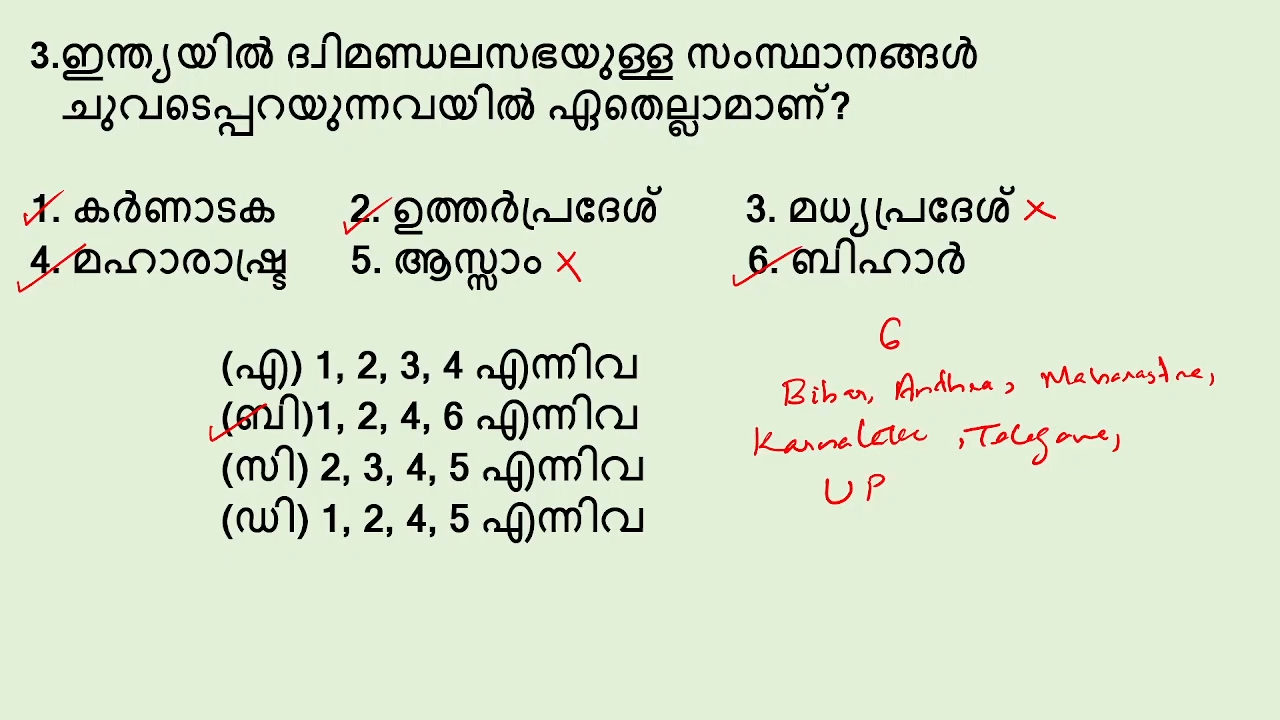 3.ഇന്ത്യയിൽ ദ്വിമണ്ഡലസഭയുള്ള സംസ്ഥാനങ്ങൾ
ചുവടെപ്പറയുന്നവയിൽ ഏതെല്ലാമാണ്?
1. കർണാടക 2. ഉത്തർപ്രദേശ് 3. മധ്യപ്രദേശ് x
4. മഹാരാഷ്ട്ര 5. ആസ്സാം x 6. ബിഹാർ
(എ) 1, 2, 3, 4 എന്നിവ
(ബി)1, 2, 4, 6 എന്നിവ
(സി) 2, 3, 4, 5 എന്നിവ
(ഡി) 1, 2, 4, 5 എന്നിവ
6
Bihar, Andhra, Maharastra,
UP